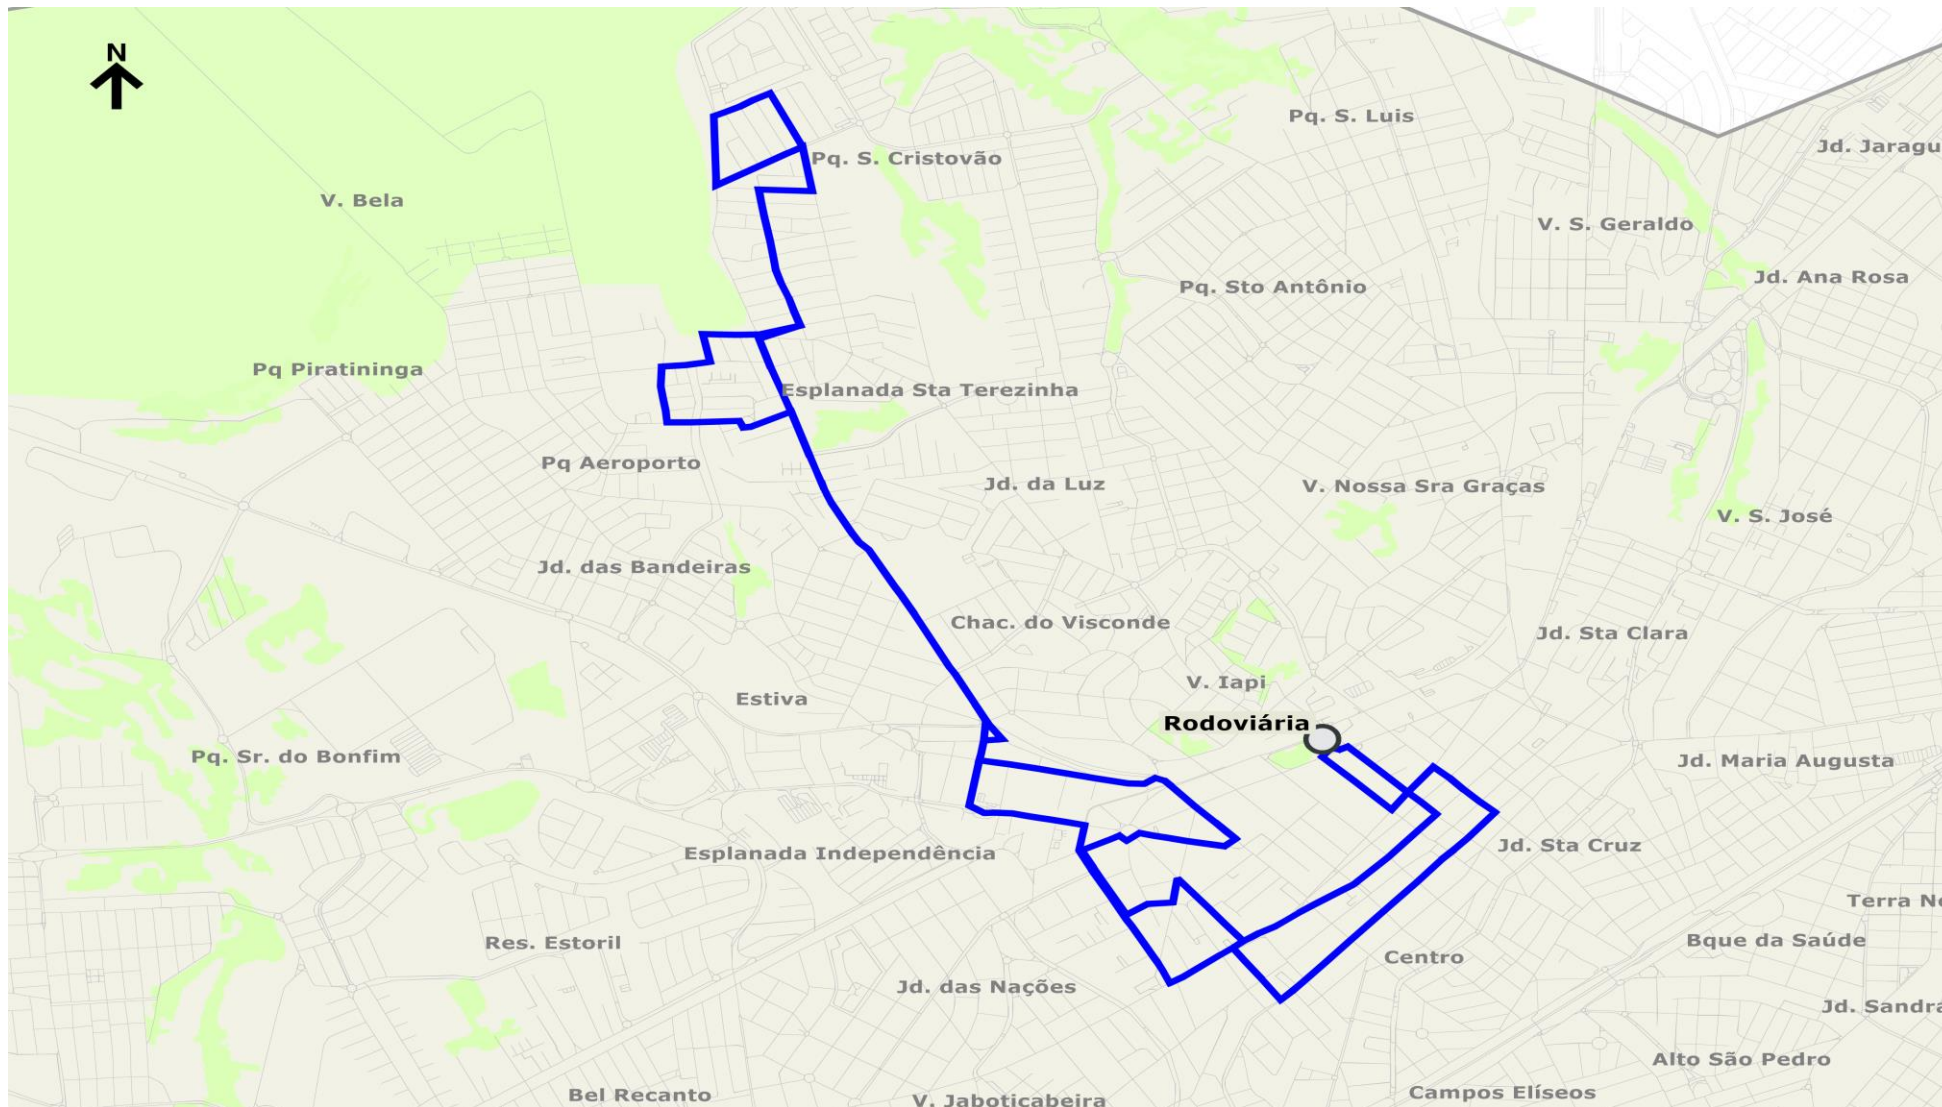 N
Pq. S. Luis
Jd. Jaragu
Pq. S. Cristovão
V. Bela
V. S. Geraldo
Jd. Ana Rosa
Pq. Sto Antônio
Pq Piratininga
Esplanada Sta Terezinha
Pq Aeroporto
Jd. da Luz
V. Nossa Sra Graças
V. S. José
Jd. das Bandeiras
Chac. do Visconde
Jd. Sta Clara
V. Iapi
Estiva
Rodoviária
Pq. Sr. do Bonfim
Jd. Maria Augusta
Esplanada Independência
Jd. Sta Cruz
Terra No
Res. Estoril
Bque da Saúde
Centro
Jd. das Nações
Jd. Sandra
Alto São Pedro
Bel Recanto
V. Jaboticabeira
Campos Elíseos